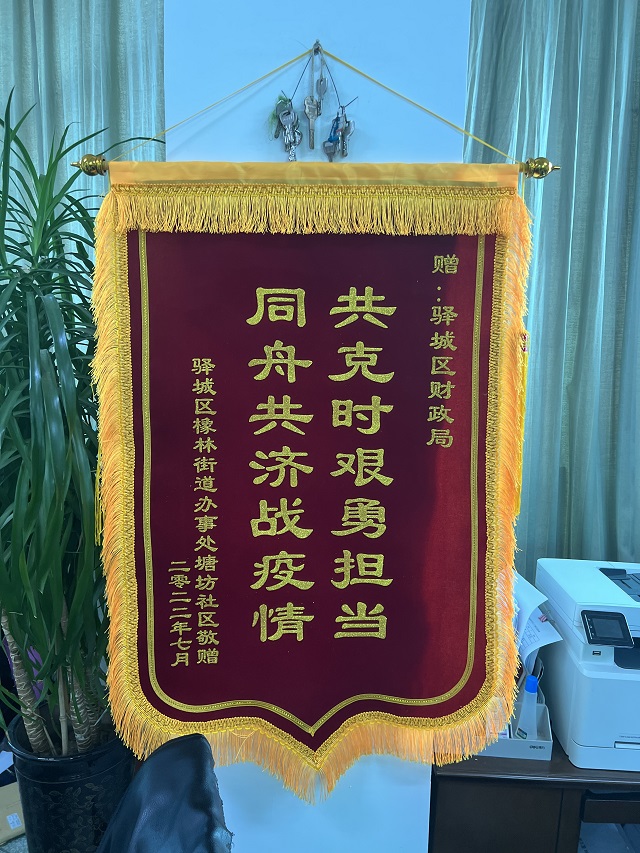 赠：驿城区财政局
共克时艰勇担当
同舟共济战疫情
驿城区橡林街道办事处塘坊社区敬赠
二零二二年七月